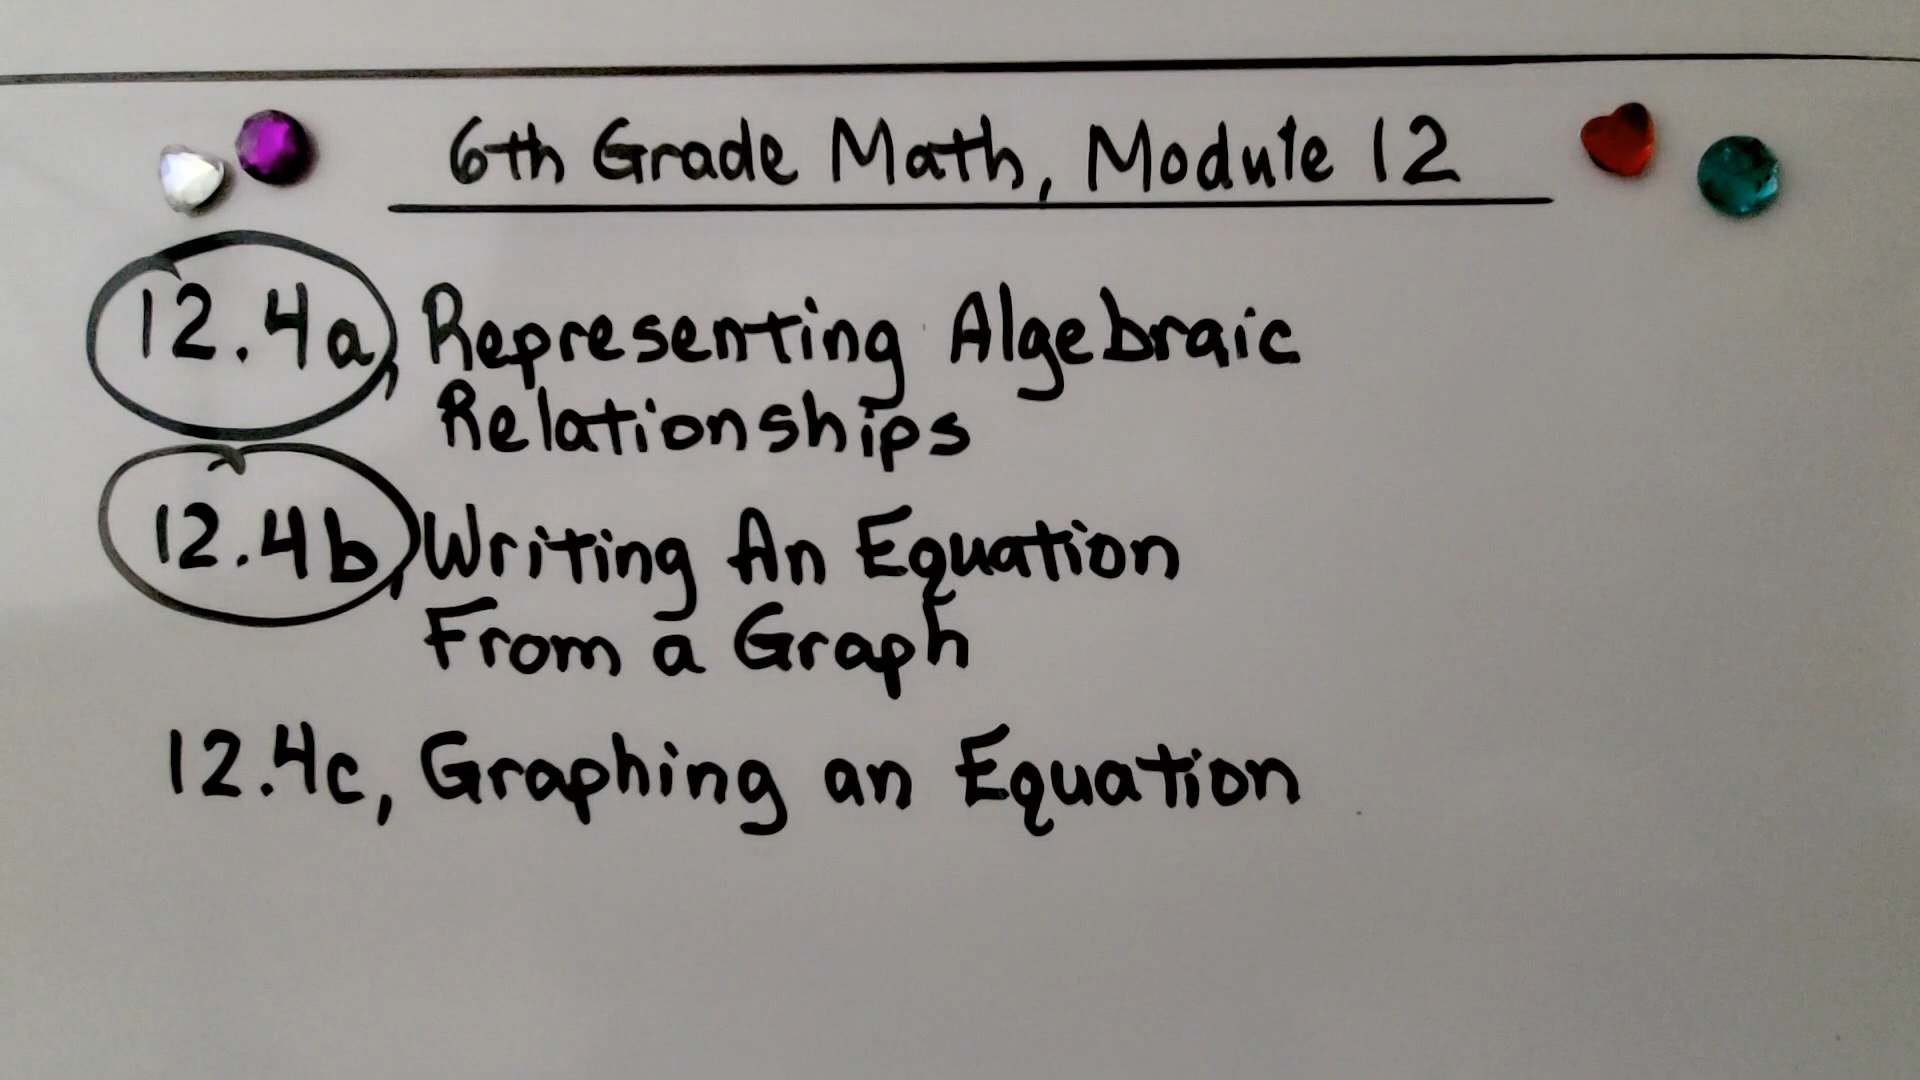 6th Grade Math, Module 12
12.4a, Representing Algebraic
Relationships
12.4b, Writing An Equation
From a Graph
12.4c, Graphing an Equation